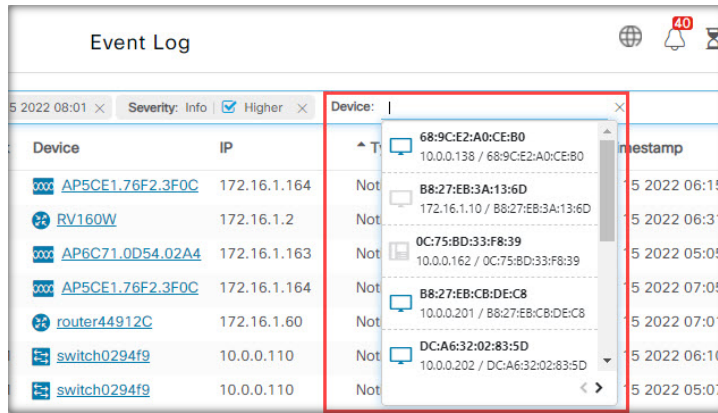 Event Log
40
5 2022 08:01 × Severity: Info | Higher × Device: ×
Device IP Ty mestamp
68:9C:E2:A0:CE:B0
10.0.0.138 / 68:9C:E2:A0:CE:B0
AP5CE1.76F2.3F0C 172.16.1.164 Not 15 2022 06:15
B8:27:EB:3A:13:6D
172.16.1.10 / B8:27:EB:3A:13:6D
RV160W 172.16.1.2 Not 5 2022 06:31
0C:75:BD:33:F8:39
10.0.0.162 / 0C:75:BD:33:F8:39
AP6C71.0D54.02A4 172.16.1.163 Not 5 2022 05:05
AP5CE1.76F2.3F0C 172.16.1.164 Not 5 2022 07:05
B8:27:EB:CB:DE:C8
10.0.0.201 / B8:27:EB:CB:DE:C8
router44912C 172.16.1.60 Not 5 2022 07:01
DC:A6:32:02:83:5D
10.0.0.202 / DC:A6:32:02:83:5D
switch0294f9 10.0.0.110 Not 15 2022 06:10
switch0294f9 10.0.0.110 Not 15 2022 05:07